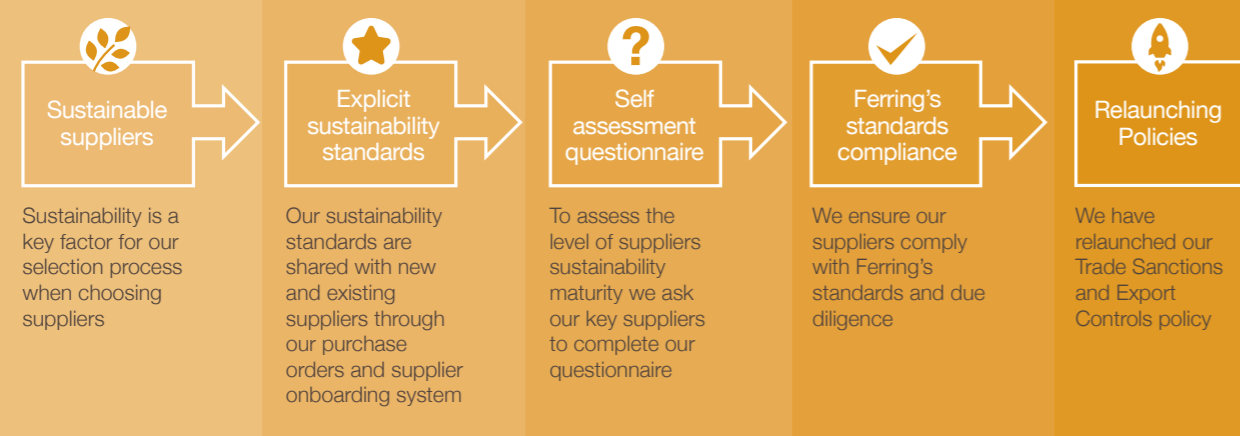 Sustainable
suppliers
Sustainability is a
key factor for our
selection process
when choosing
suppliers
Explicit
sustainability
standards
Our sustainability
standards are
shared with new
and existing
suppliers through
our purchase
orders and supplier
onboarding system
?
Self
assessment
questionnaire
To assess the
level of suppliers
sustainability
maturity we ask
our key suppliers
to complete our
questionnaire
Ferring's
standards
compliance
We ensure our
suppliers comply
with Ferring's
standards and due
diligence
Relaunching
Policies
We have
relaunched our
Trade Sanctions
and Export
Controls policy